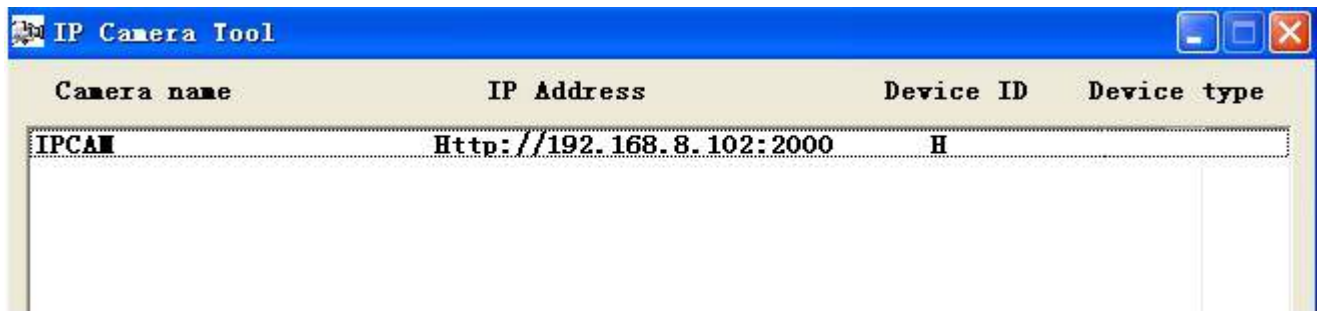 IP Camera Tool
Camera name IP Address Device ID Device type
IPCAM Http://192.168.8.102:2000 H